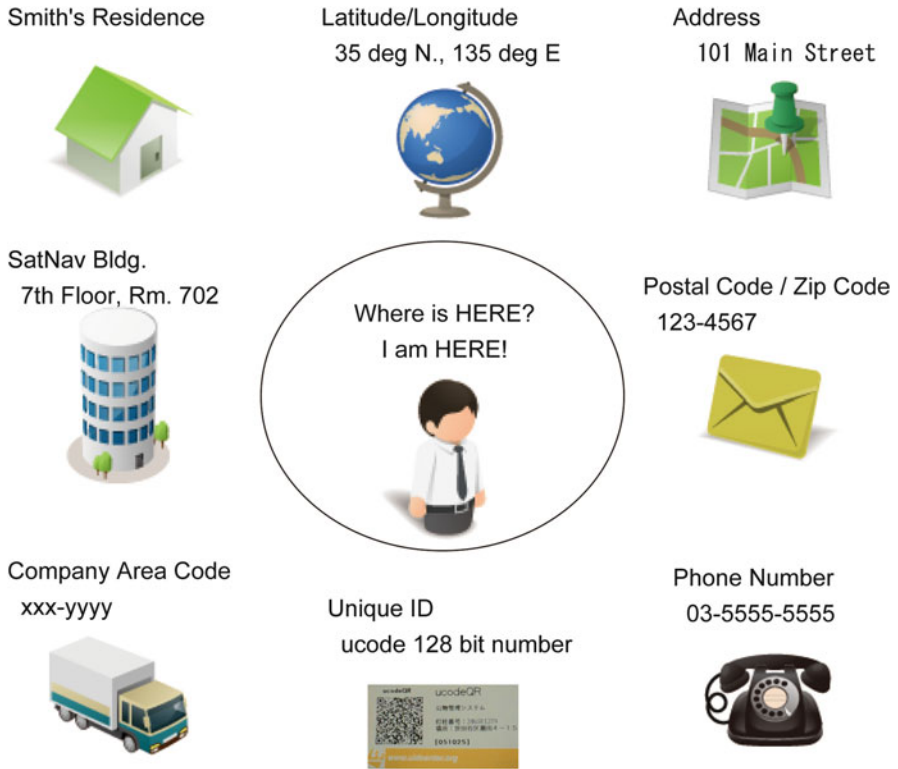 Smith's Residence
Latitude/Longitude
35 deg N., 135 deg E
Address
101 Main Street
SatNav Bldg.
7th Floor, Rm. 702
Where is HERE?
I am HERE!
Postal Code / Zip Code
123-4567
Company Area Code
xxx-yyyy
Unique ID
ucode 128 bit number
Phone Number
03-5555-5555
ucodeQR
ucodeQR
[051025]